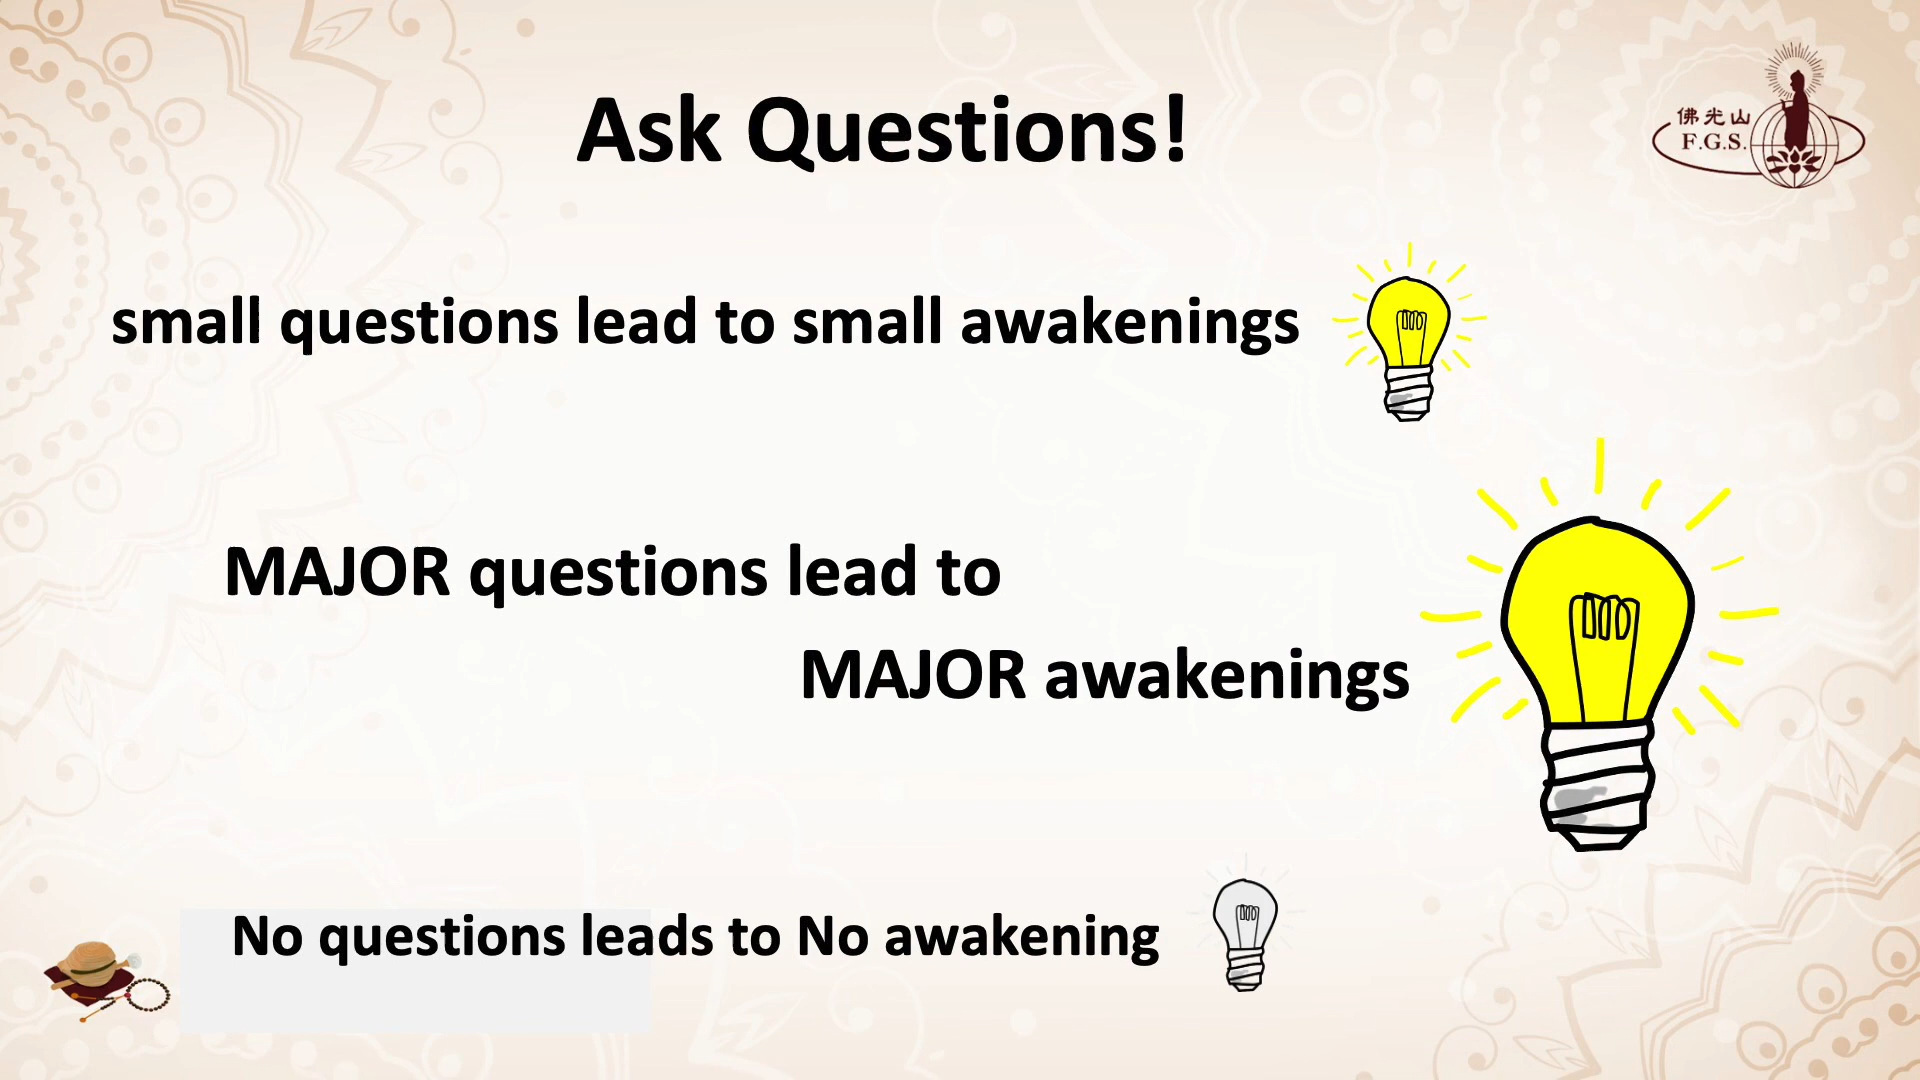 Ask Questions!
佛光山
F.G.S.
small questions lead to small awakenings
MAJOR questions lead to
MAJOR awakenings
No questions leads to No awakening